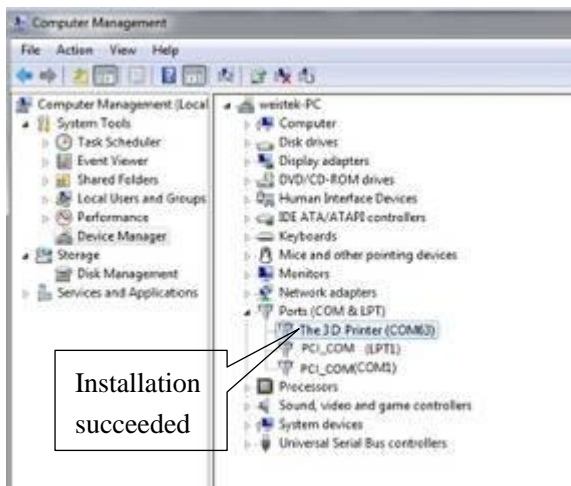 Computer Management
File Action View Help
Computer Management (Local
System Tools
Task Scheduler
Event Viewer
Shared Folders
Local Users and Groups
Performance
Device Manager
Storage
Disk Management
Services and Applications
weistek-PC
Computer
Disk drives
Display adapters
DVD/CD-ROM drives
Human Interface Devices
IDE ATA/ATAPI controllers
Keyboards
Mice and other pointing devices
Monitors
Network adapters
Ports (COM & LPT)
The 3D Printer (COM63)
PCI_COM (LPT1)
PCI_COM(COM1)
Processors
Sound, video and game controllers
System devices
Universal Serial Bus controllers
Installation
succeeded